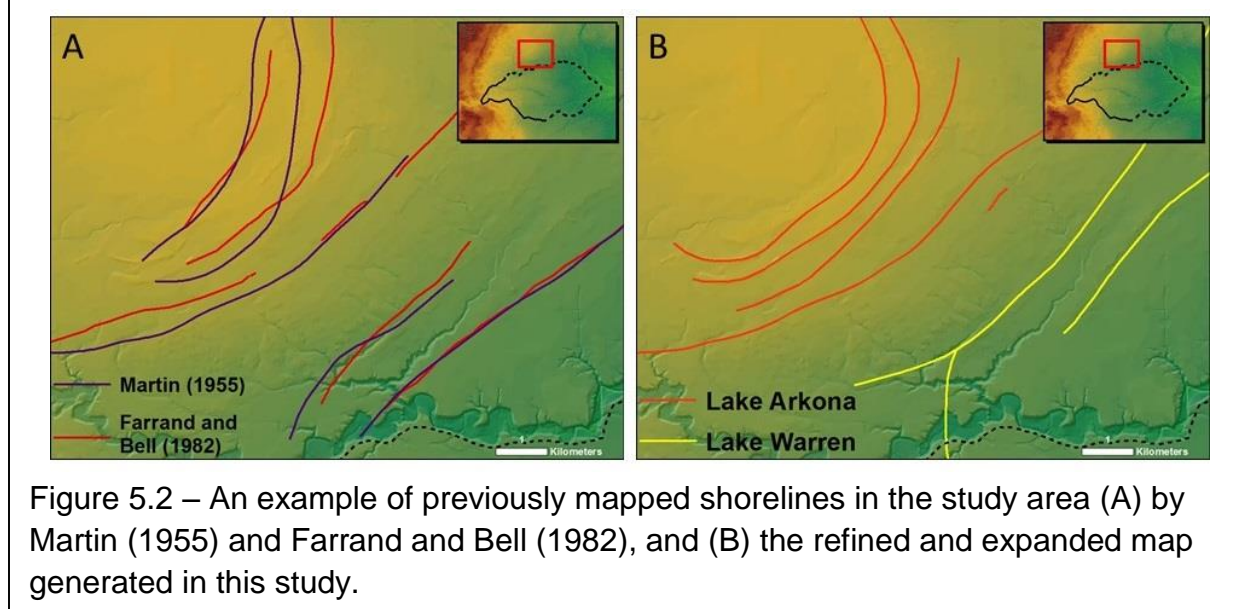 A
Martin (1955)
Farrand and
Bell (1982)
1
Kilometers
B
Lake Arkona
Lake Warren
1
Kilometers
Figure 5.2 – An example of previously mapped shorelines in the study area (A) by
Martin (1955) and Farrand and Bell (1982), and (B) the refined and expanded map
generated in this study.